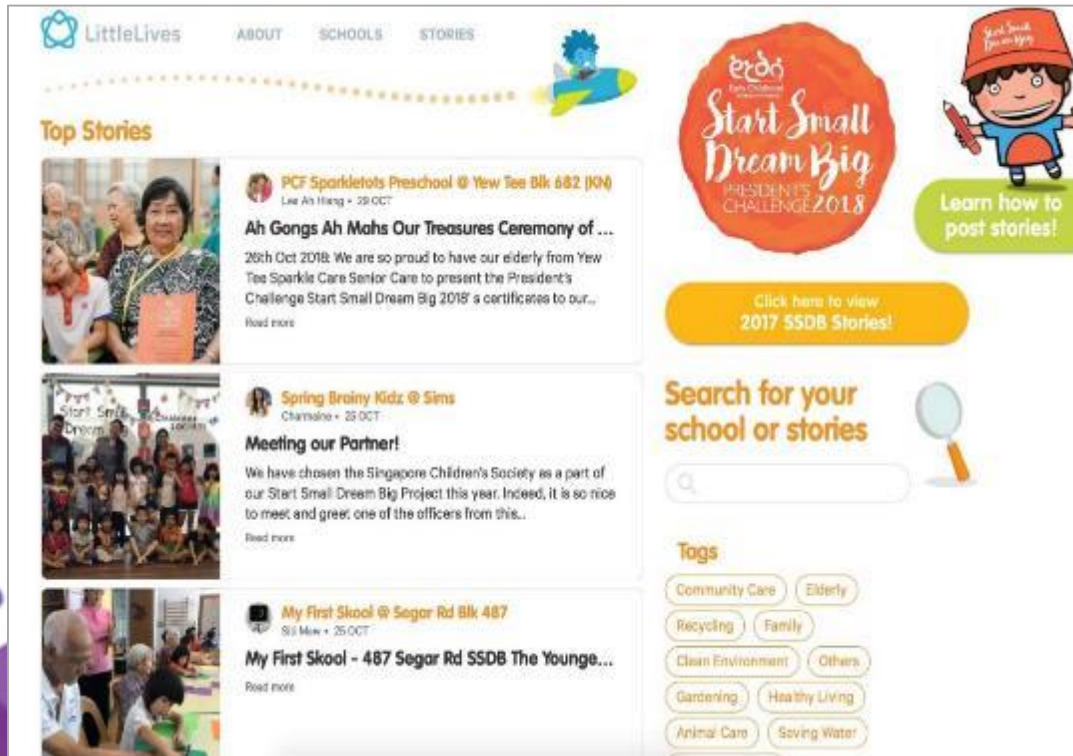 LittleLives
ABOUT SCHOOLS STORIES
Top Stories
PCF Sparkletots Preschool @ Yew Tee Blk 682 (KN)
Lee Ah Hiang • 29 OCT
Ah Gongs Ah Mahs Our Treasures Ceremony of ...
26th Oct 2018: We are so proud to have our elderly from Yew
Tee Sparkle Care Senior Care to present the President's
Challenge Start Small Dream Big 2018' s certificates to our...
Read more
Spring Brainy Kidz @ Sims
Charmaine • 25 OCT
Meeting our Partner!
We have chosen the Singapore Children's Society as a part of
our Start Small Dream Big Project this year. Indeed, it is so nice
to meet and greet one of the officers from this...
Read more
Start Small
Dream
My First Skool @ Segar Rd Blk 487
25 OCT
My First Skool - 487 Segar Rd SSDB The Younge...
Read more
ecda
Early Childhood
Start Small
Dream Big
PRESIDENT'S
CHALLENGE 2018
Start Small
Dream Big
Learn how to
post stories!
Click here to view
2017 SSDB Stories!
Search for your
school or stories
Tags
Community Care
Elderly
Recycling
Family
Clean Environment
Others
Gardening
Healthy Living
Animal Care
Saving Water